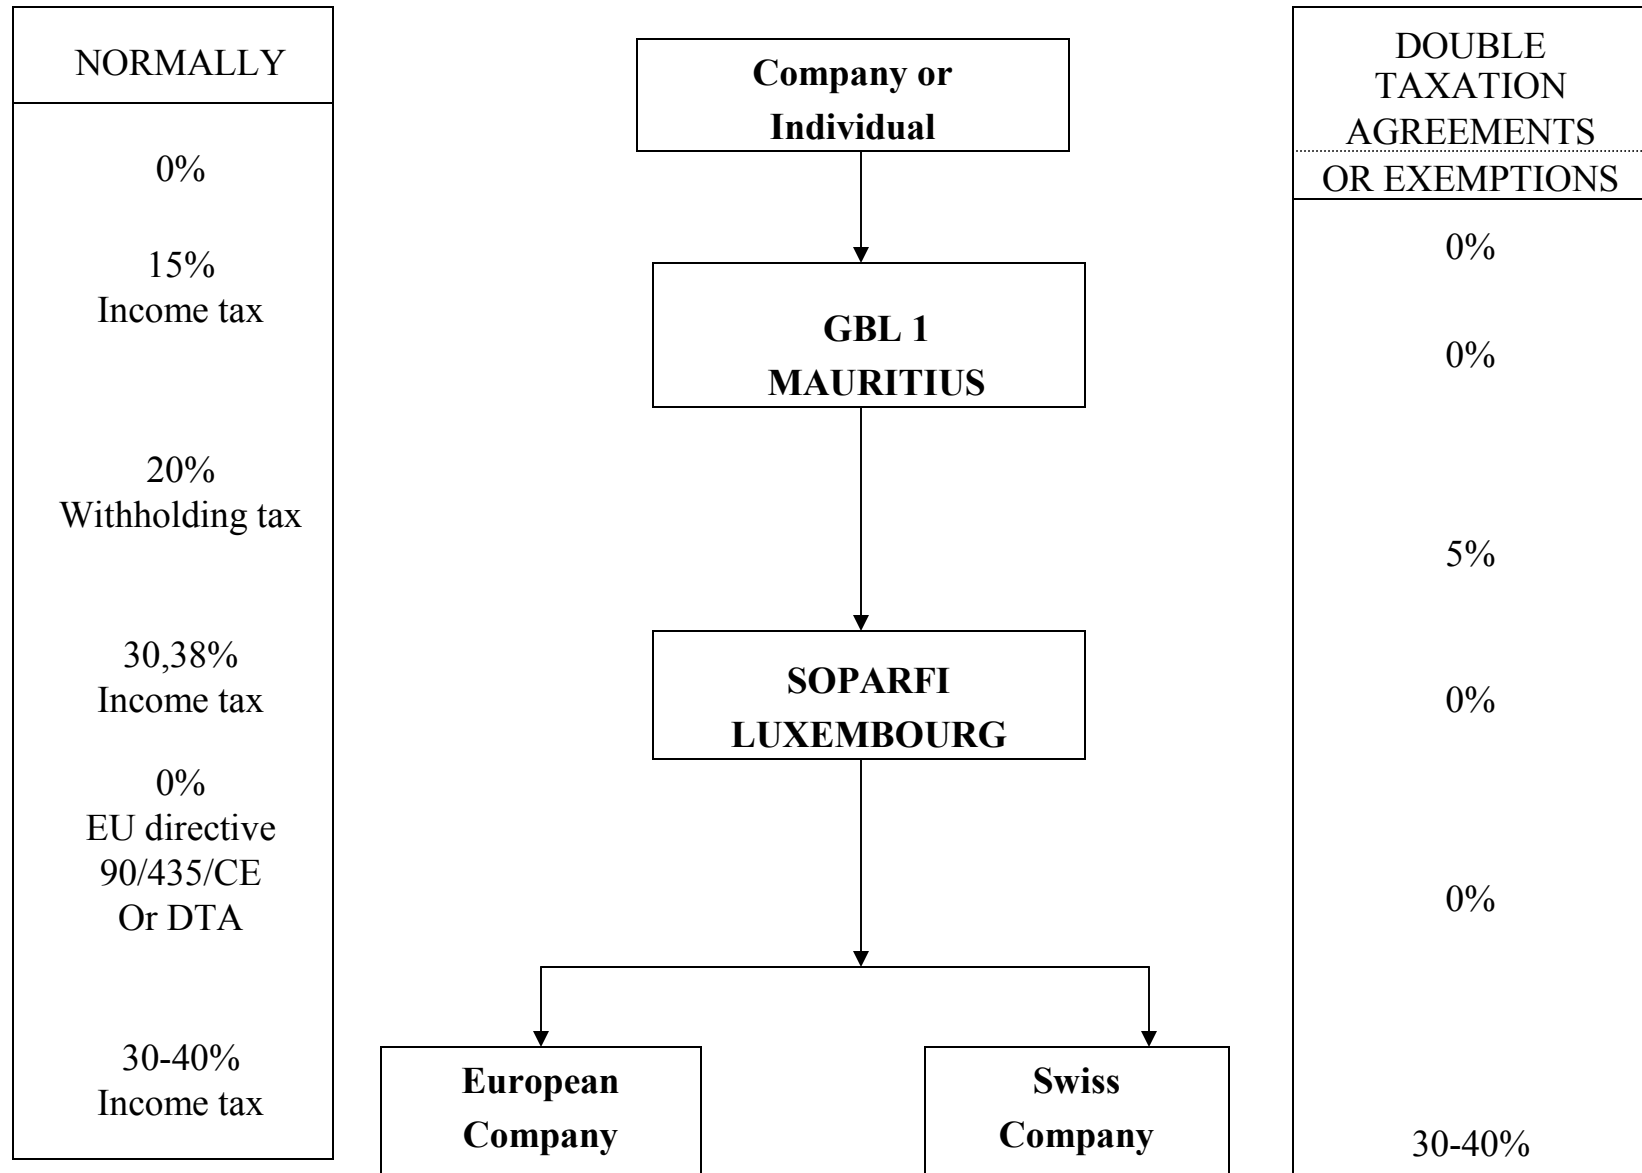 NORMALLY
0%
15%
Income tax
20%
Withholding tax
30,38%
Income tax
0%
EU directive
90/435/CE
Or DTA
30-40%
Income tax
Company or
Individual
GBL 1
MAURITIUS
SOPARFI
LUXEMBOURG
European
Company
Swiss
Company
DOUBLE
TAXATION
AGREEMENTS
OR EXEMPTIONS
0%
0%
5%
0%
0%
30-40%